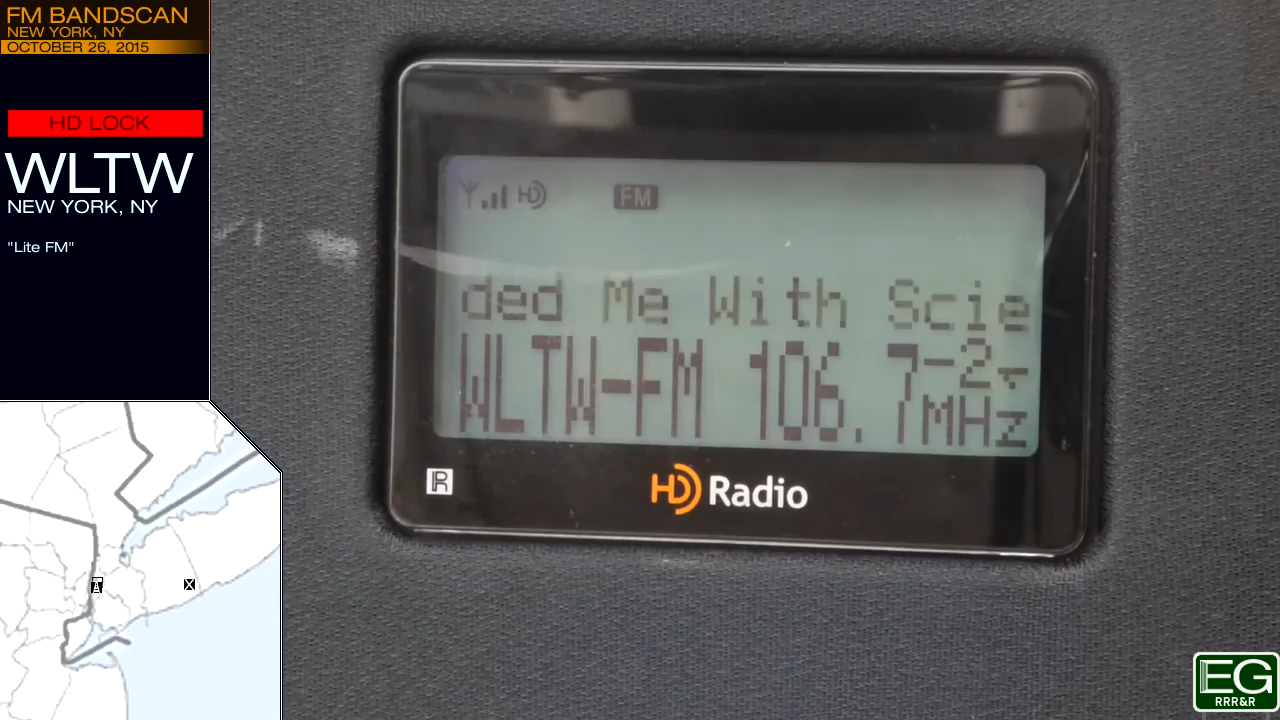 FM BANDSCAN
NEW YORK, NY
OCTOBER 26, 2015
HD LOCK
WLTW
NEW YORK, NY
"Lite FM"
HD FM
ded Me With Scie
WLTW-FM 106.7-2
MHz
R
HD Radio
EG
RRR&R